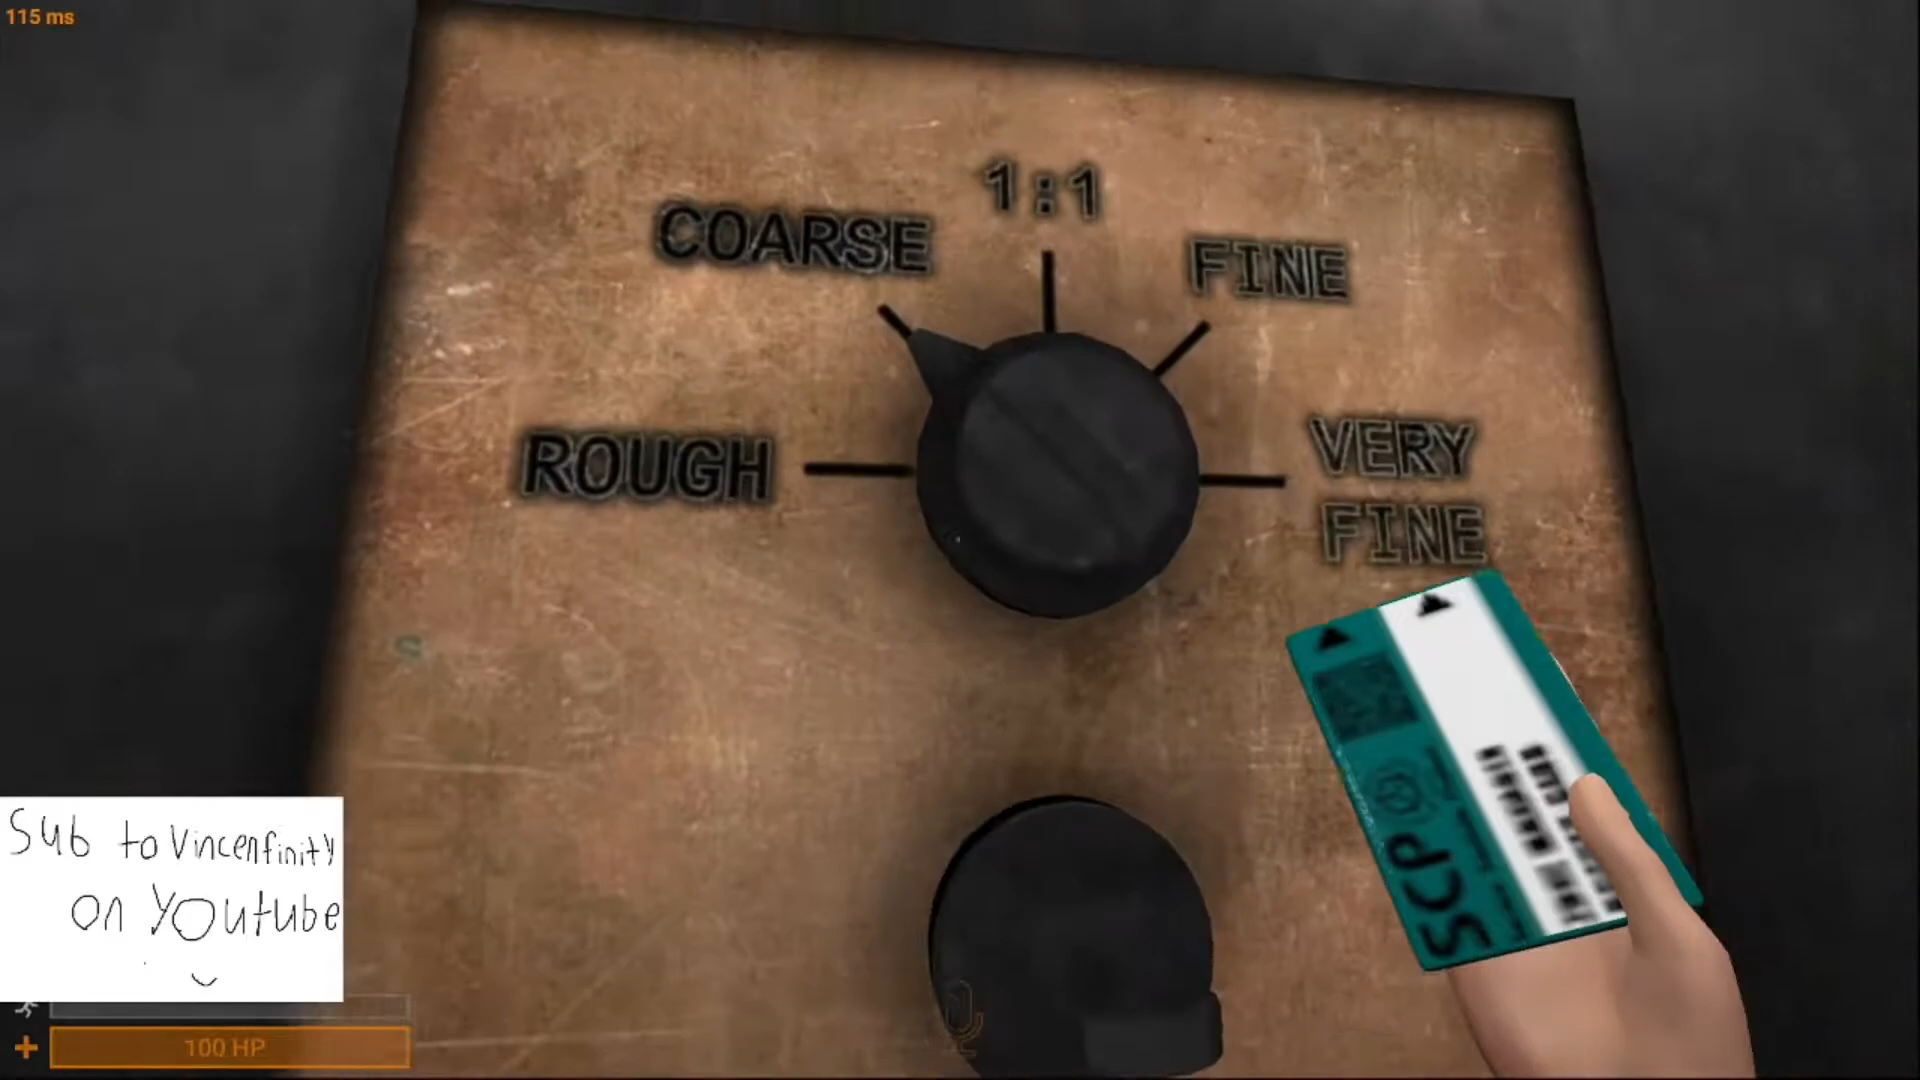 115 ms
1:1
COARSE
FINE
ROUGH
VERY
FINE
SCP
Sub to Vincenfinity
on Youtube
100 HP